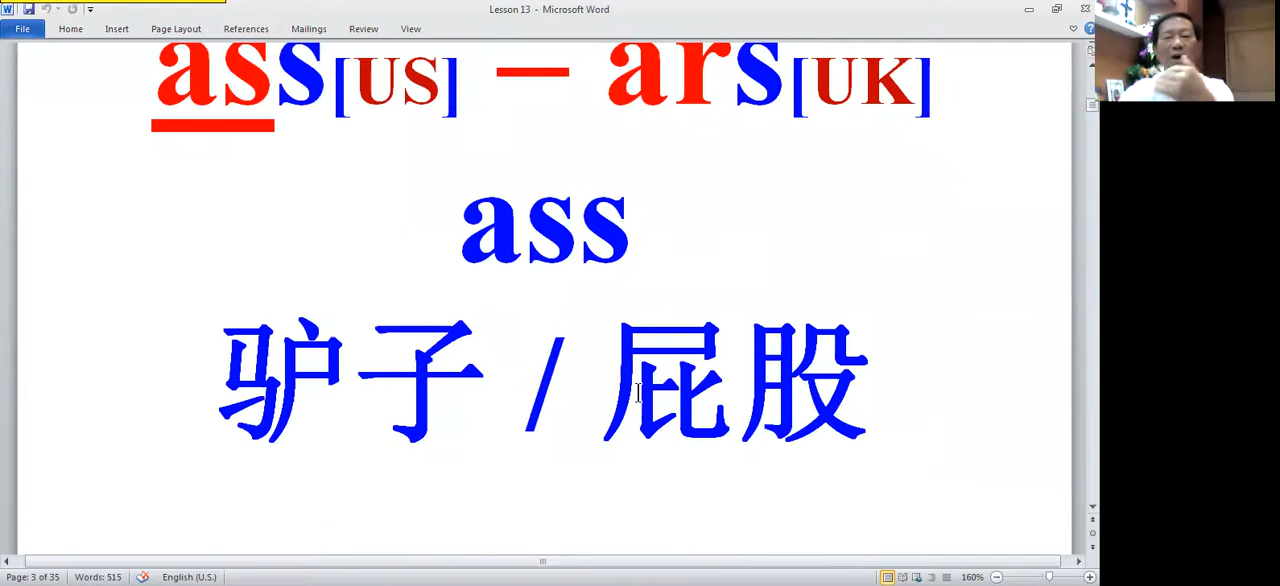 Lesson 13 - Microsoft Word
File Home Insert Page Layout References Mailings Review View
ass[US] – ars[UK]
ass
驴子 / 屁股
Page: 3 of 35 Words: 515 English (U.S.) 160%